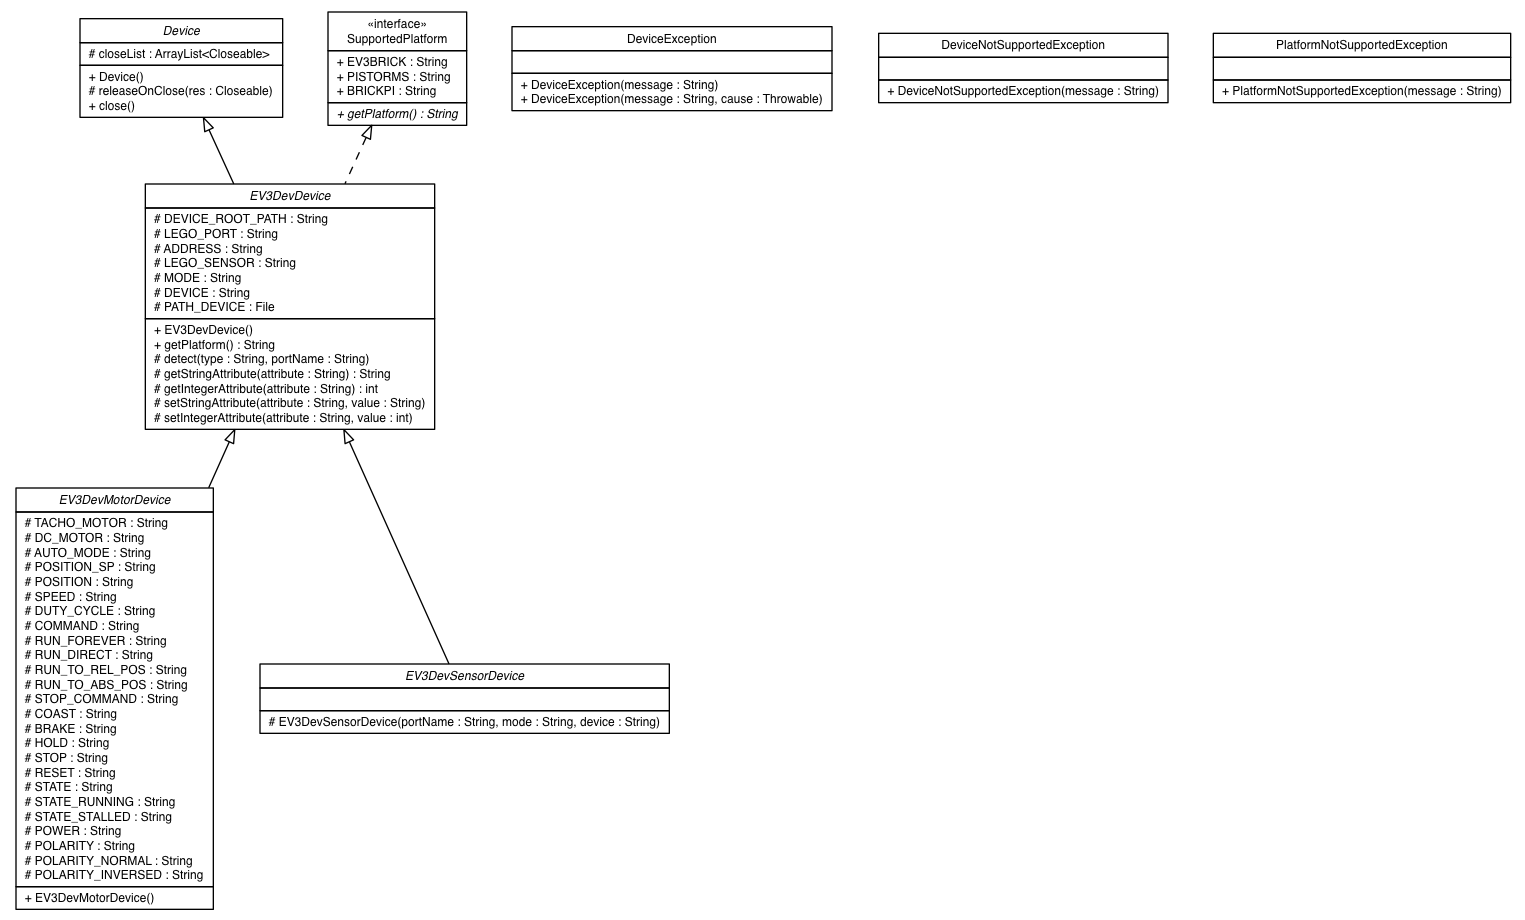 Device
# closeList : ArrayList<Closeable>
+ Device()
# releaseOnClose(res : Closeable)
+ close()
«interface»
SupportedPlatform
+ EV3BRICK : String
+ PISTORMS : String
+ BRICKPI : String
+ getPlatform() : String
DeviceException
+ DeviceException(message : String)
+ DeviceException(message : String, cause : Throwable)
DeviceNotSupportedException
+ DeviceNotSupportedException(message : String)
PlatformNotSupportedException
+ PlatformNotSupportedException(message : String)
EV3DevDevice
# DEVICE_ROOT_PATH : String
# LEGO_PORT : String
# ADDRESS : String
# LEGO_SENSOR : String
# MODE : String
# DEVICE : String
# PATH_DEVICE : File
+ EV3DevDevice()
+ getPlatform() : String
# detect(type : String, portName : String)
# getStringAttribute(attribute : String) : String
# getIntegerAttribute(attribute : String) : int
# setStringAttribute(attribute : String, value : String)
# setIntegerAttribute(attribute : String, value : int)
EV3DevMotorDevice
# TACHO_MOTOR : String
# DC_MOTOR : String
# AUTO_MODE : String
# POSITION_SP : String
# POSITION : String
# SPEED : String
# DUTY_CYCLE : String
# COMMAND : String
# RUN_FOREVER : String
# RUN_DIRECT : String
# RUN_TO_REL_POS : String
# RUN_TO_ABS_POS : String
# STOP_COMMAND : String
# COAST : String
# BRAKE : String
# HOLD : String
# STOP : String
# RESET : String
# STATE : String
# STATE_RUNNING : String
# STATE_STALLED : String
# POWER : String
# POLARITY : String
# POLARITY_NORMAL : String
# POLARITY_INVERSED : String
+ EV3DevMotorDevice()
EV3DevSensorDevice
# EV3DevSensorDevice(portName : String, mode : String, device : String)